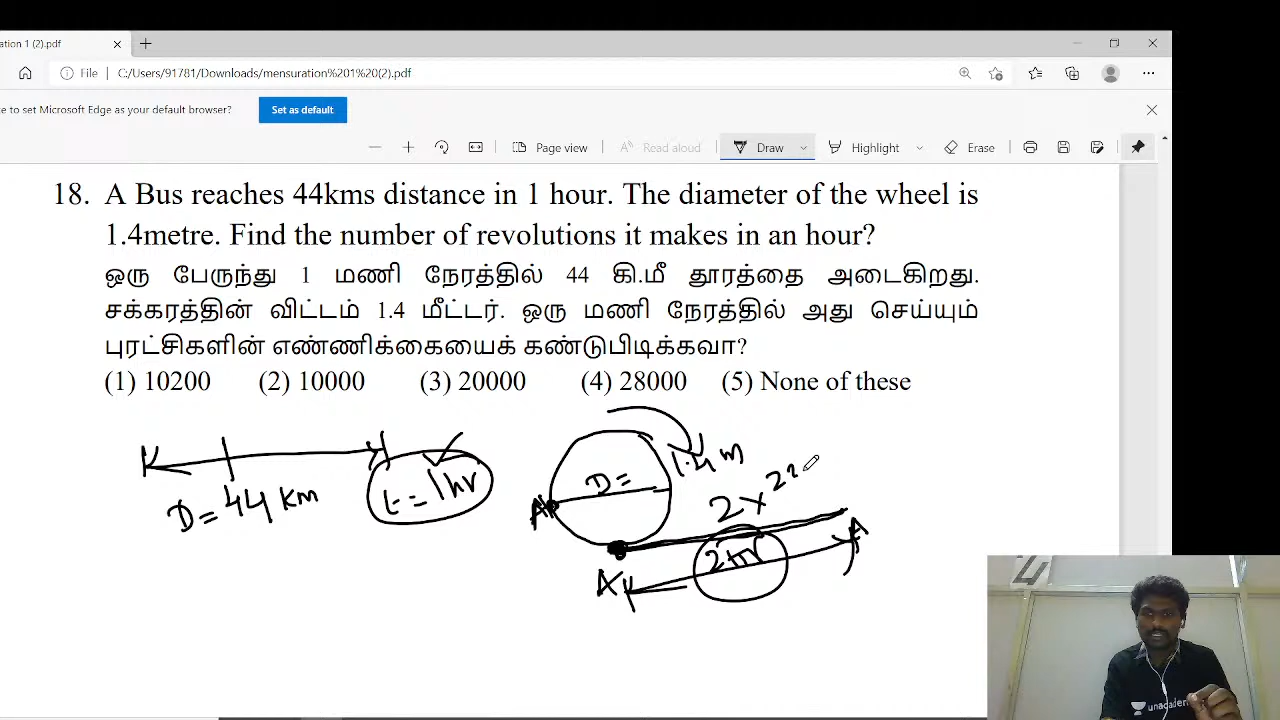 ation 1 (2).pdf
File C:/Users/91781/Downloads/mensuration%201%20(2).pdf
e to set Microsoft Edge as your default browser? Set as default
Page view Read aloud Draw Highlight Erase
18. A Bus reaches 44kms distance in 1 hour. The diameter of the wheel is
1.4metre. Find the number of revolutions it makes in an hour?
ஒரு பேருந்து 1 மணி நேரத்தில் 44 கி.மீ தூரத்தை அடைகிறது.
சக்கரத்தின் விட்டம் 1.4 மீட்டர். ஒரு மணி நேரத்தில் அது செய்யும்
புரட்சிகளின் எண்ணிக்கையைக் கண்டுபிடிக்கவா?
(1) 10200 (2) 10000 (3) 20000 (4) 28000 (5) None of these
D = 44 km
t = 1hr
D =
1.4 m
2 × 22
A
A
A
unacademy